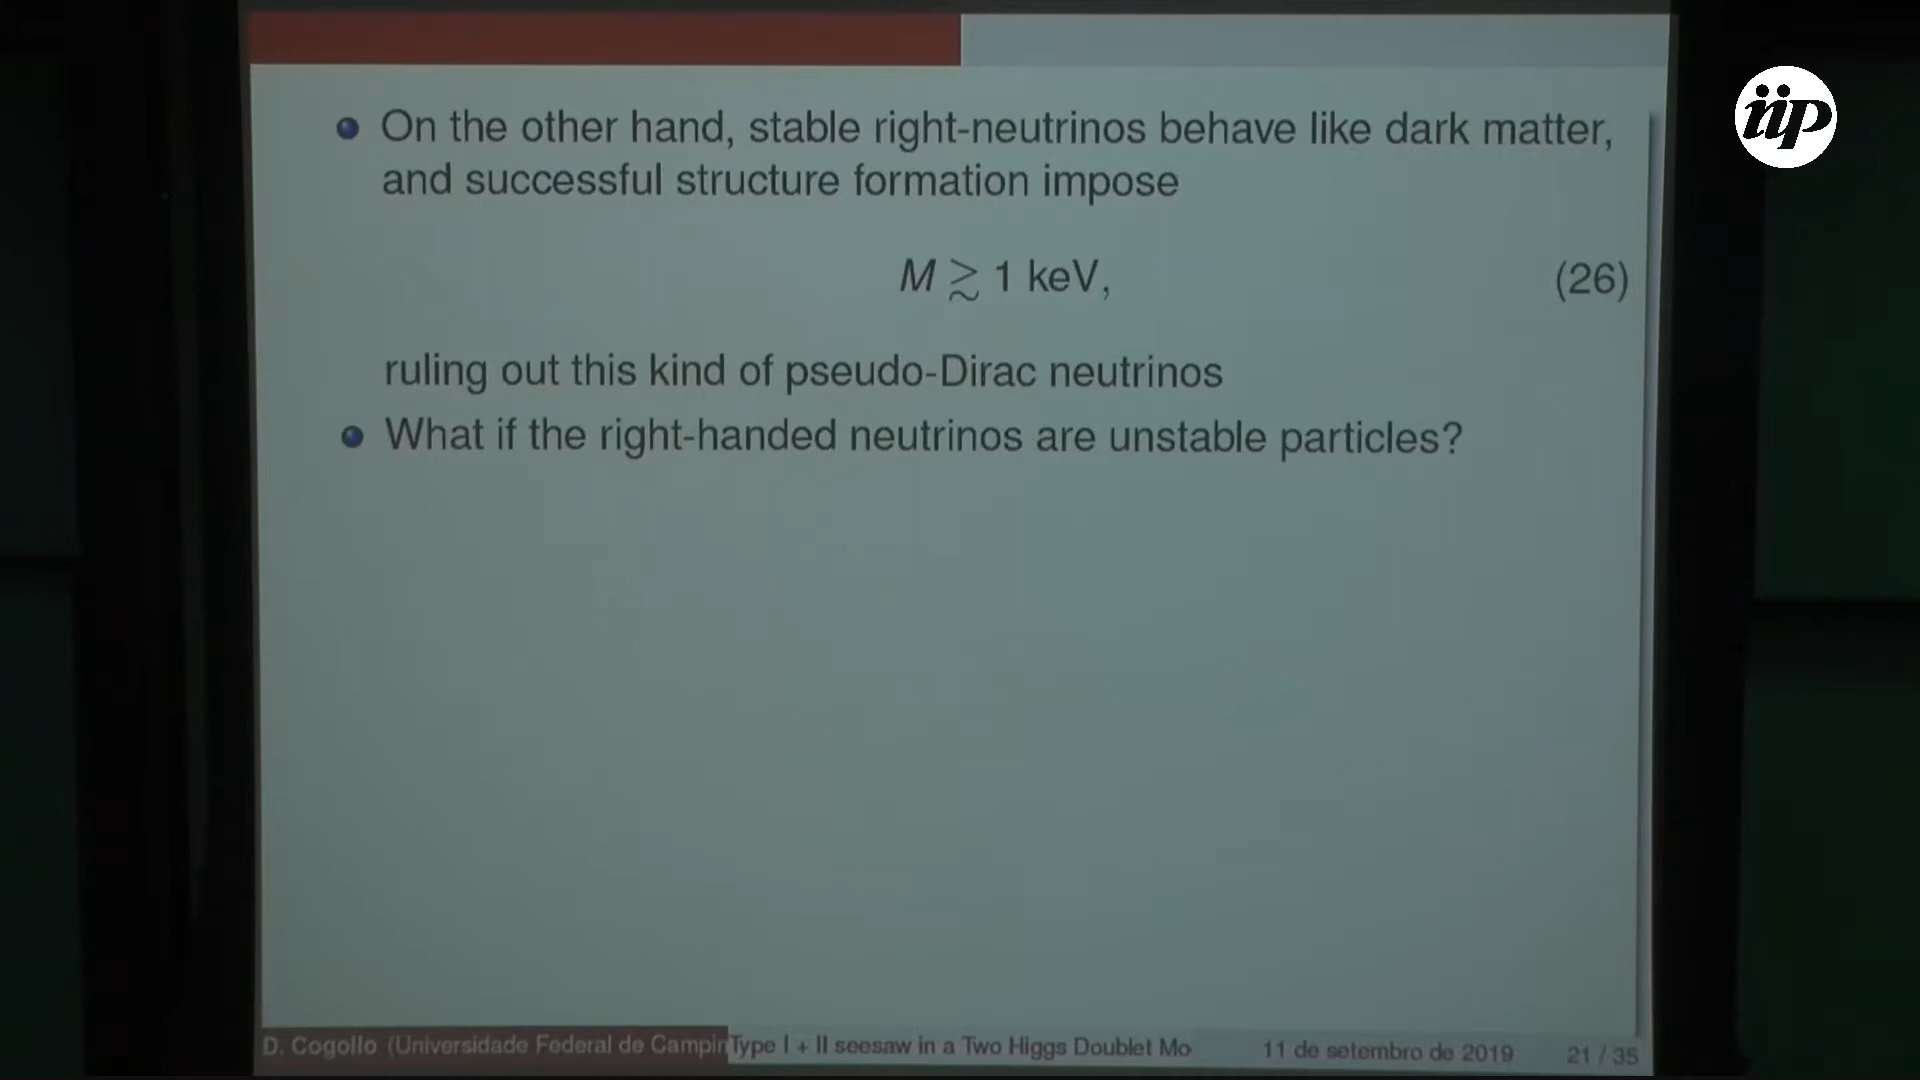 iip
On the other hand, stable right-neutrinos behave like dark matter,
and successful structure formation impose
M ≳ 1 keV, (26)
ruling out this kind of pseudo-Dirac neutrinos
What if the right-handed neutrinos are unstable particles?
D. Cogollo (Universidade Federal de Campin Type I + II seesaw in a Two Higgs Doublet Mo 11 de setembro de 2019 21 / 35